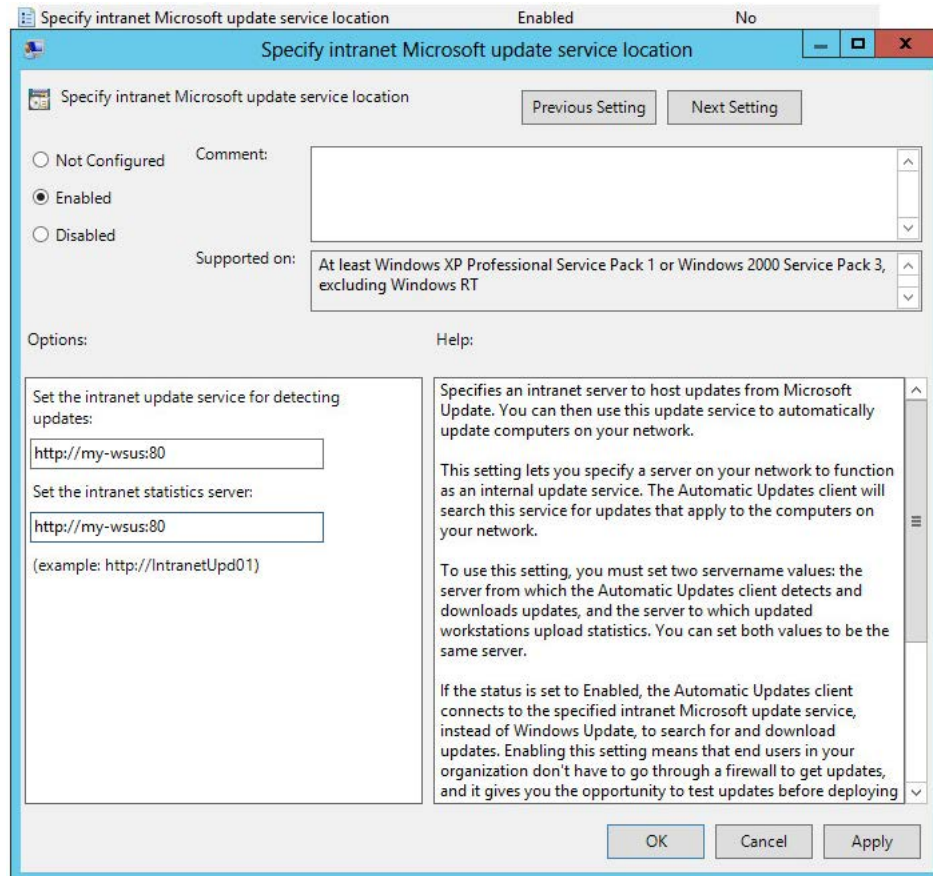 Specify intranet Microsoft update service location Enabled No
Specify intranet Microsoft update service location
Specify intranet Microsoft update service location
Previous Setting Next Setting
Not Configured
Enabled
Disabled
Comment:
Supported on:
At least Windows XP Professional Service Pack 1 or Windows 2000 Service Pack 3,
excluding Windows RT
Options:
Help:
Set the intranet update service for detecting
updates:
http://my-wsus:80
Set the intranet statistics server:
http://my-wsus:80
(example: http://IntranetUpd01)
Specifies an intranet server to host updates from Microsoft
Update. You can then use this update service to automatically
update computers on your network.
This setting lets you specify a server on your network to function
as an internal update service. The Automatic Updates client will
search this service for updates that apply to the computers on
your network.
To use this setting, you must set two servername values: the
server from which the Automatic Updates client detects and
downloads updates, and the server to which updated
workstations upload statistics. You can set both values to be the
same server.
If the status is set to Enabled, the Automatic Updates client
connects to the specified intranet Microsoft update service,
instead of Windows Update, to search for and download
updates. Enabling this setting means that end users in your
organization don't have to go through a firewall to get updates,
and it gives you the opportunity to test updates before deploying
OK Cancel Apply